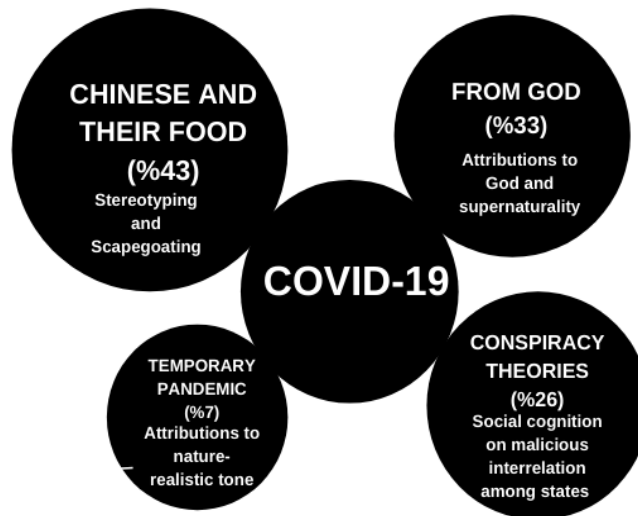 CHINESE AND
THEIR FOOD
(%43)
Stereotyping
and
Scapegoating
FROM GOD
(%33)
Attributions to
God and
supernaturality
COVID-19
TEMPORARY
PANDEMIC
(%7)
Attributions to
nature-
realistic tone
CONSPIRACY
THEORIES
(%26)
Social cognition
on malicious
interrelation
among states